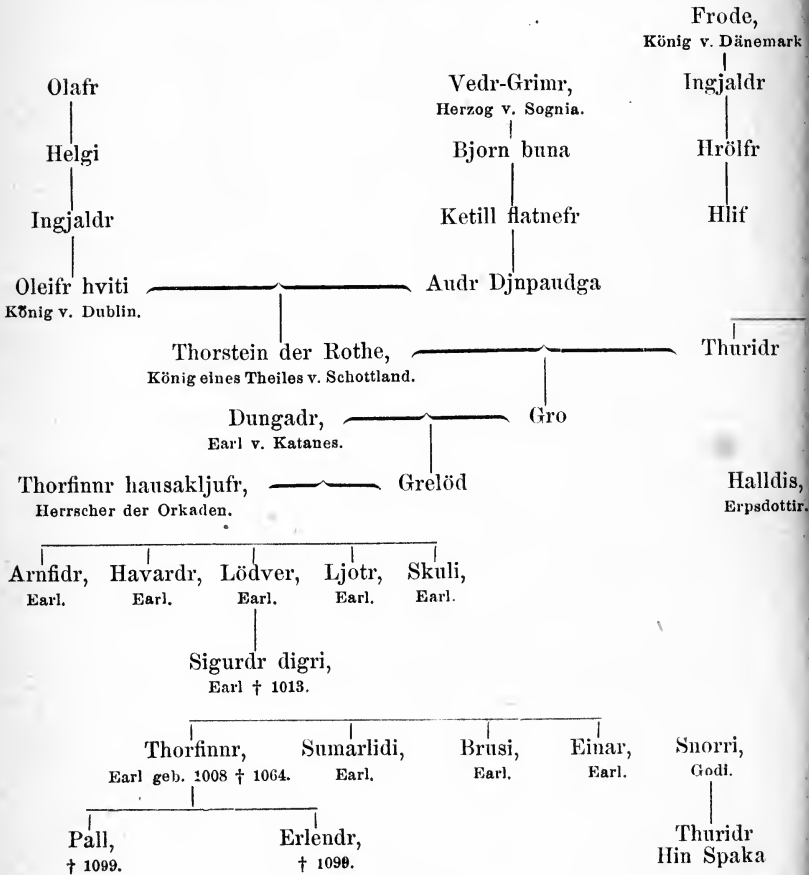 Frode,
König v. Dänemark
Olafr Vedr-Grimr, Ingjaldr
Herzog v. Sognia.
Helgi Bjorn buna Hrölfr
Ingjaldr Ketill flatnefr Hlif
Oleifr hviti Audr Djnpaudga
König v. Dublin.
Thorstein der Rothe, Thuridr
König eines Theiles v. Schottland.
Dungadr, Gro
Earl v. Katanes.
Thorfinnr hausakljufr, Grelöd Halldis,
Herrscher der Orkaden. Erpsdottir.
Arnfidr, Havardr, Lödver, Ljotr, Skuli,
Earl. Earl. Earl. Earl. Earl.
Sigurdr digri,
Earl † 1013.
Thorfinnr, Sumarlidi, Brusi, Einar, Snorri,
Earl geb. 1008 † 1064. Earl. Earl. Earl. Godi.
Pall, Erlendr, Thuridr
† 1099. † 1099. Hin Spaka